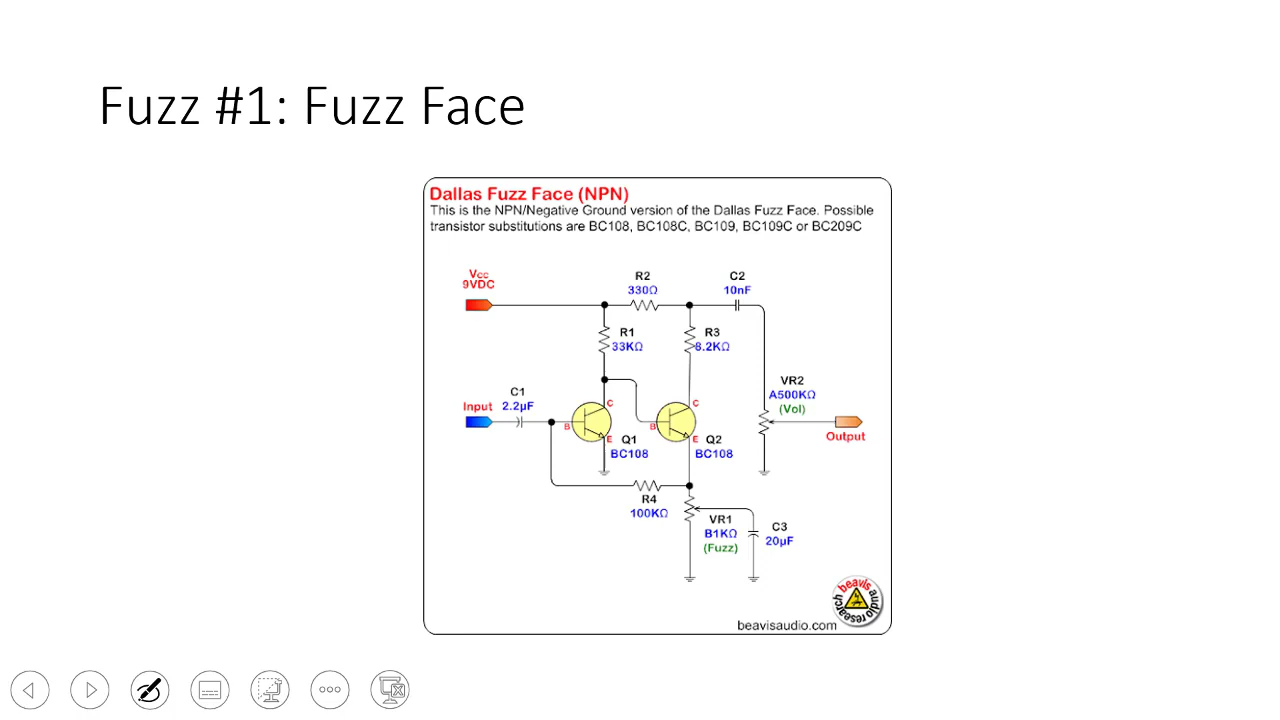 Fuzz #1: Fuzz Face
Dallas Fuzz Face (NPN)
This is the NPN/Negative Ground version of the Dallas Fuzz Face. Possible
transistor substitutions are BC108, BC108C, BC109, BC109C or BC209C
Vcc
9VDC
R2
330Ω
C2
10nF
R1
33KΩ
R3
8.2KΩ
VR2
A500KΩ
(Vol)
C1
2.2µF
Input
Output
C
B
E
Q1
BC108
C
B
E
Q2
BC108
R4
100KΩ
VR1
B1KΩ
(Fuzz)
C3
20µF
beavis audio research
beavisaudio.com